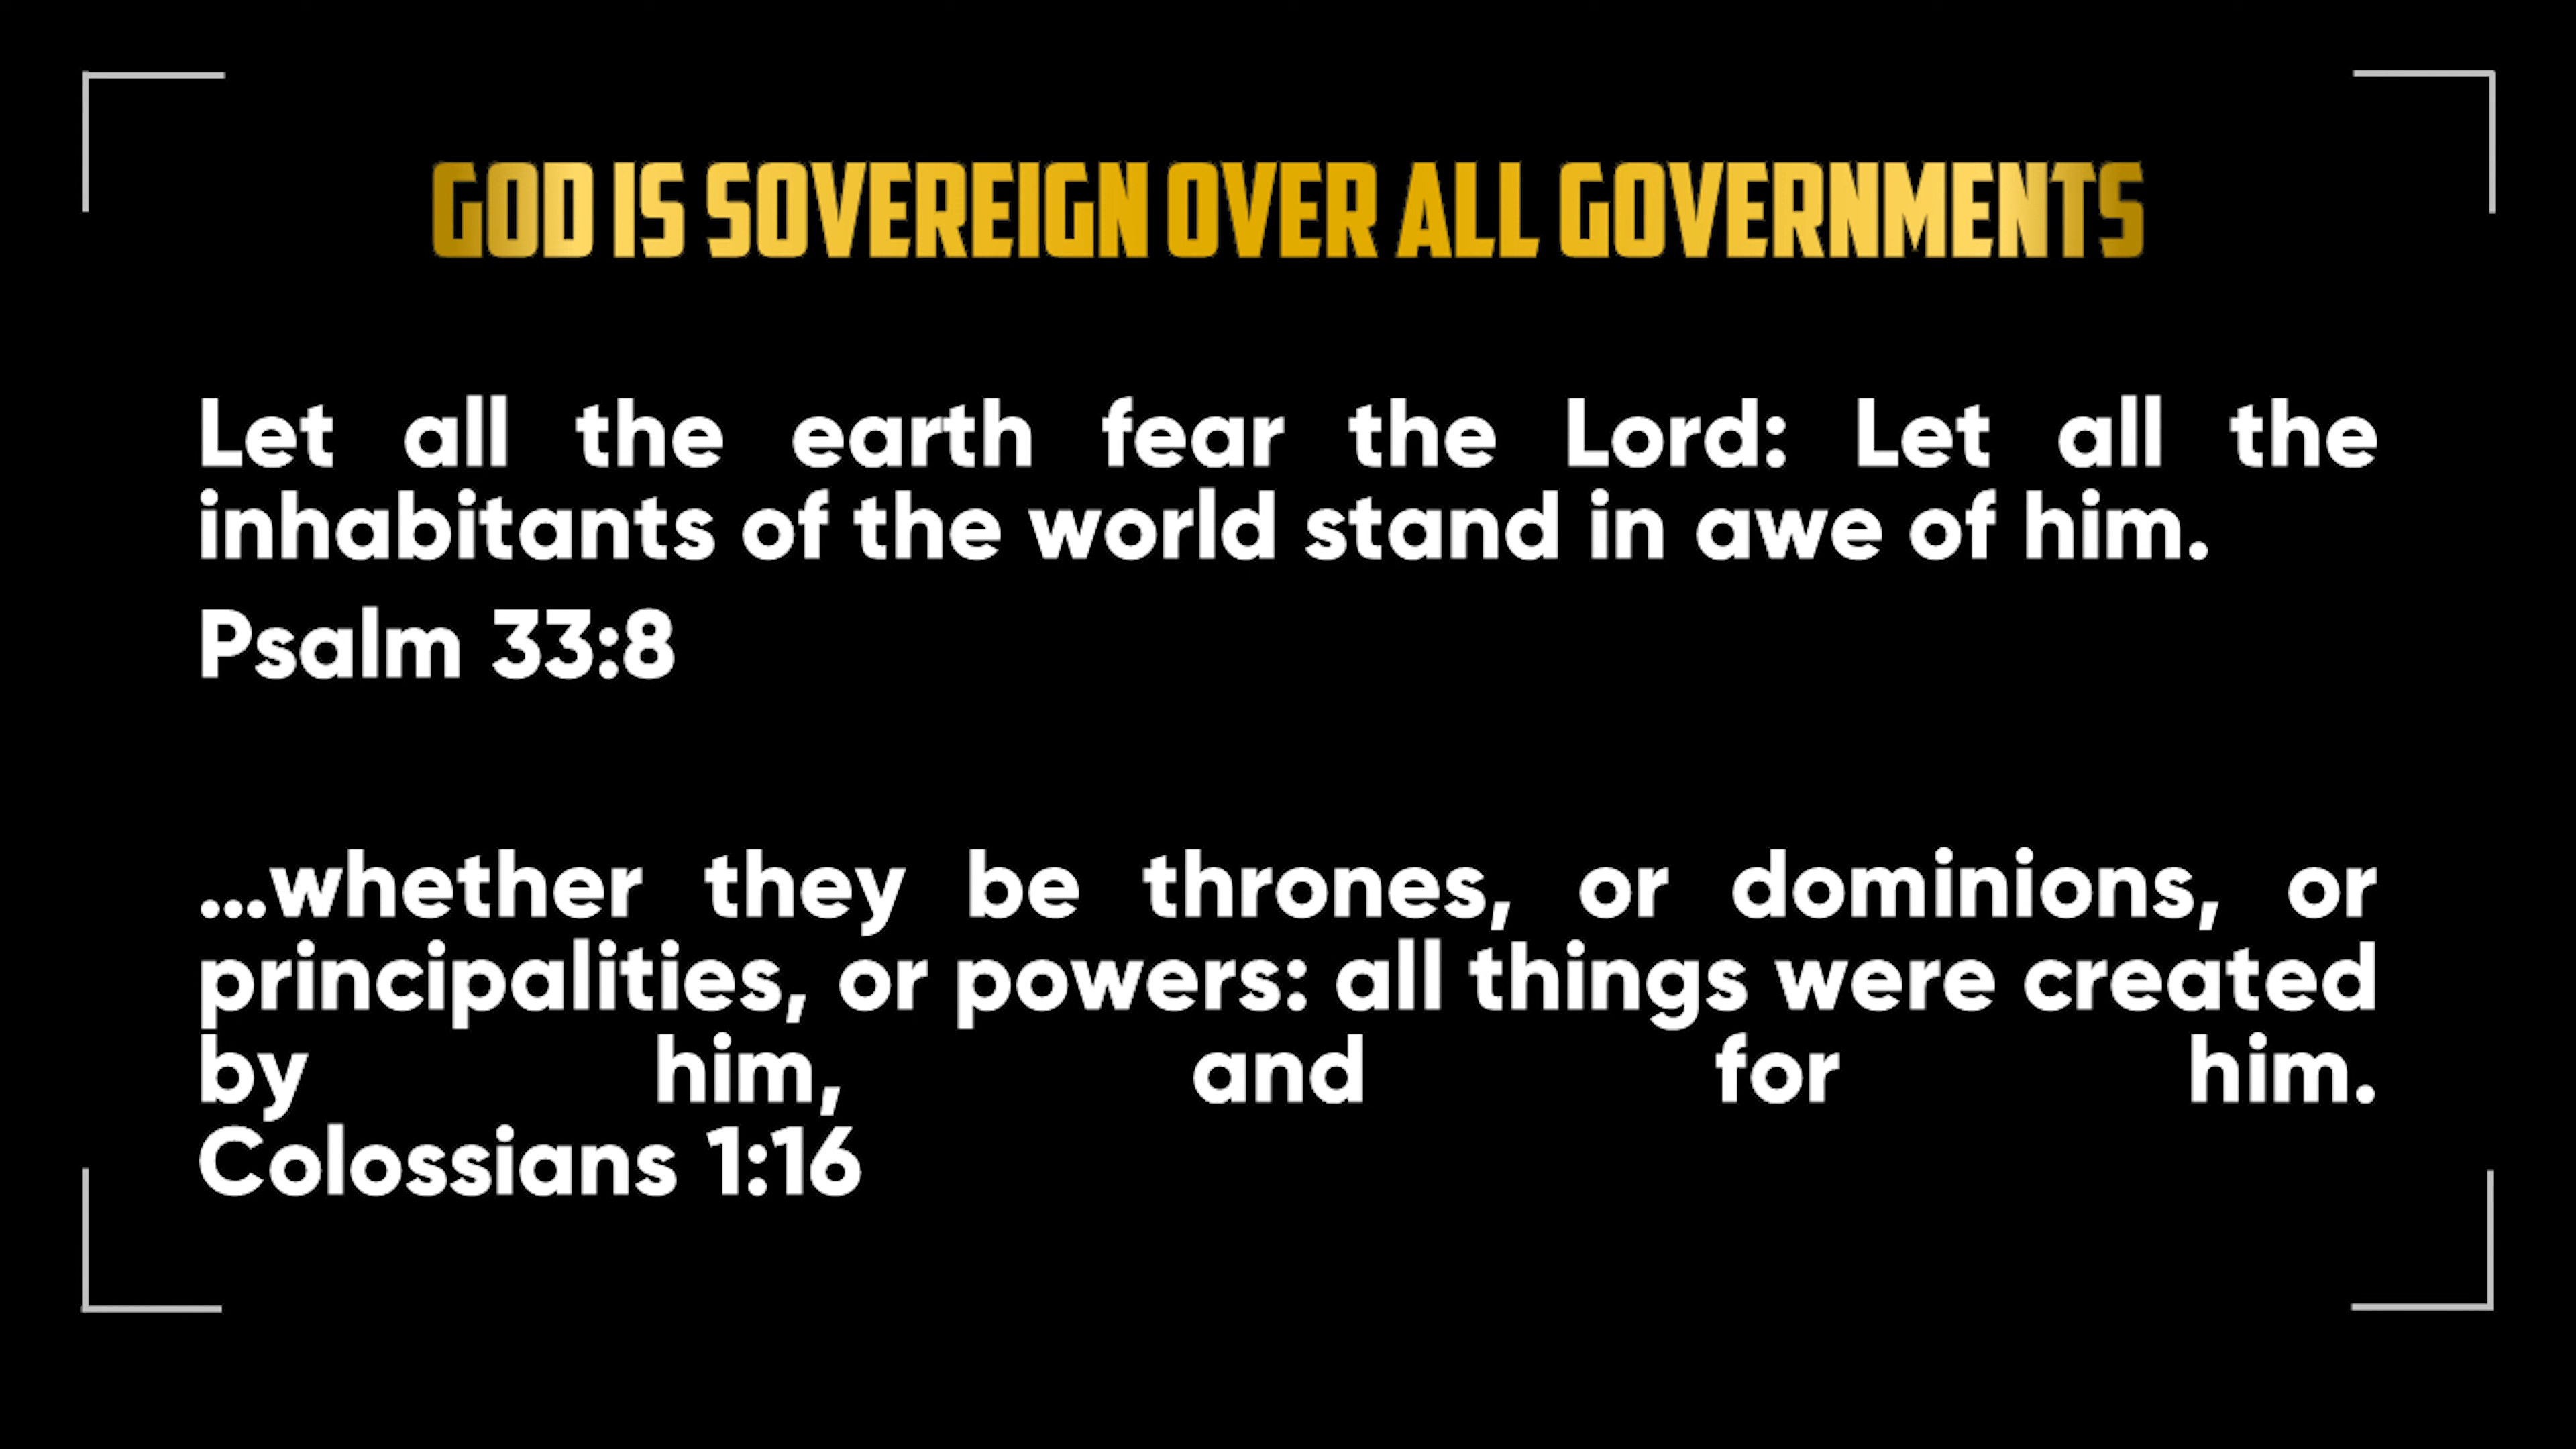 GOD IS SOVEREIGN OVER ALL GOVERNMENTS
Let all the earth fear the Lord: Let all the
inhabitants of the world stand in awe of him.
Psalm 33:8
...whether they be thrones, or dominions, or
principalities, or powers: all things were created
by him, and for him.
Colossians 1:16